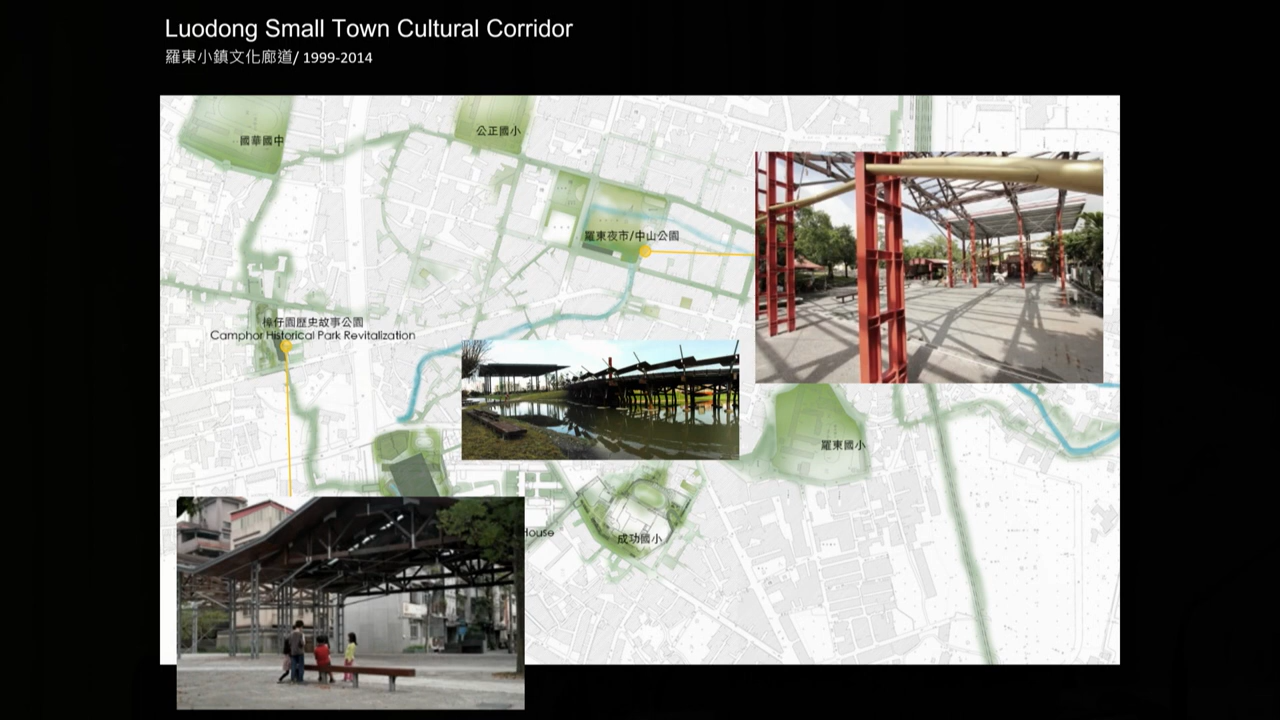 Luodong Small Town Cultural Corridor
羅東小鎮文化廊道/ 1999-2014
公正國小
國華國中
羅東夜市/中山公園
樟仔園歷史故事公園
Camphor Historical Park Revitalization
羅東國小
House
成功國小